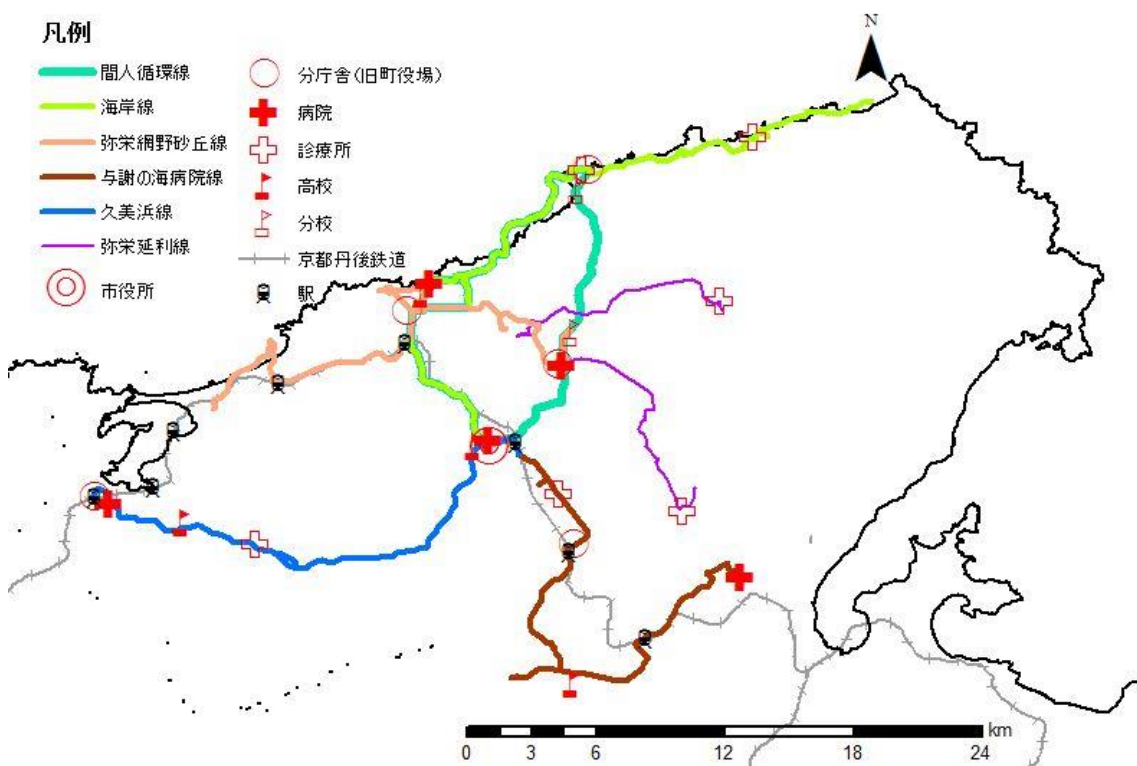 凡例
間人循環線
海岸線
弥栄網野砂丘線
与謝の海病院線
久美浜線
弥栄延利線
市役所
分庁舎(旧町役場)
病院
診療所
高校
分校
京都丹後鉄道
駅
N
km
0 3 6 12 18 24